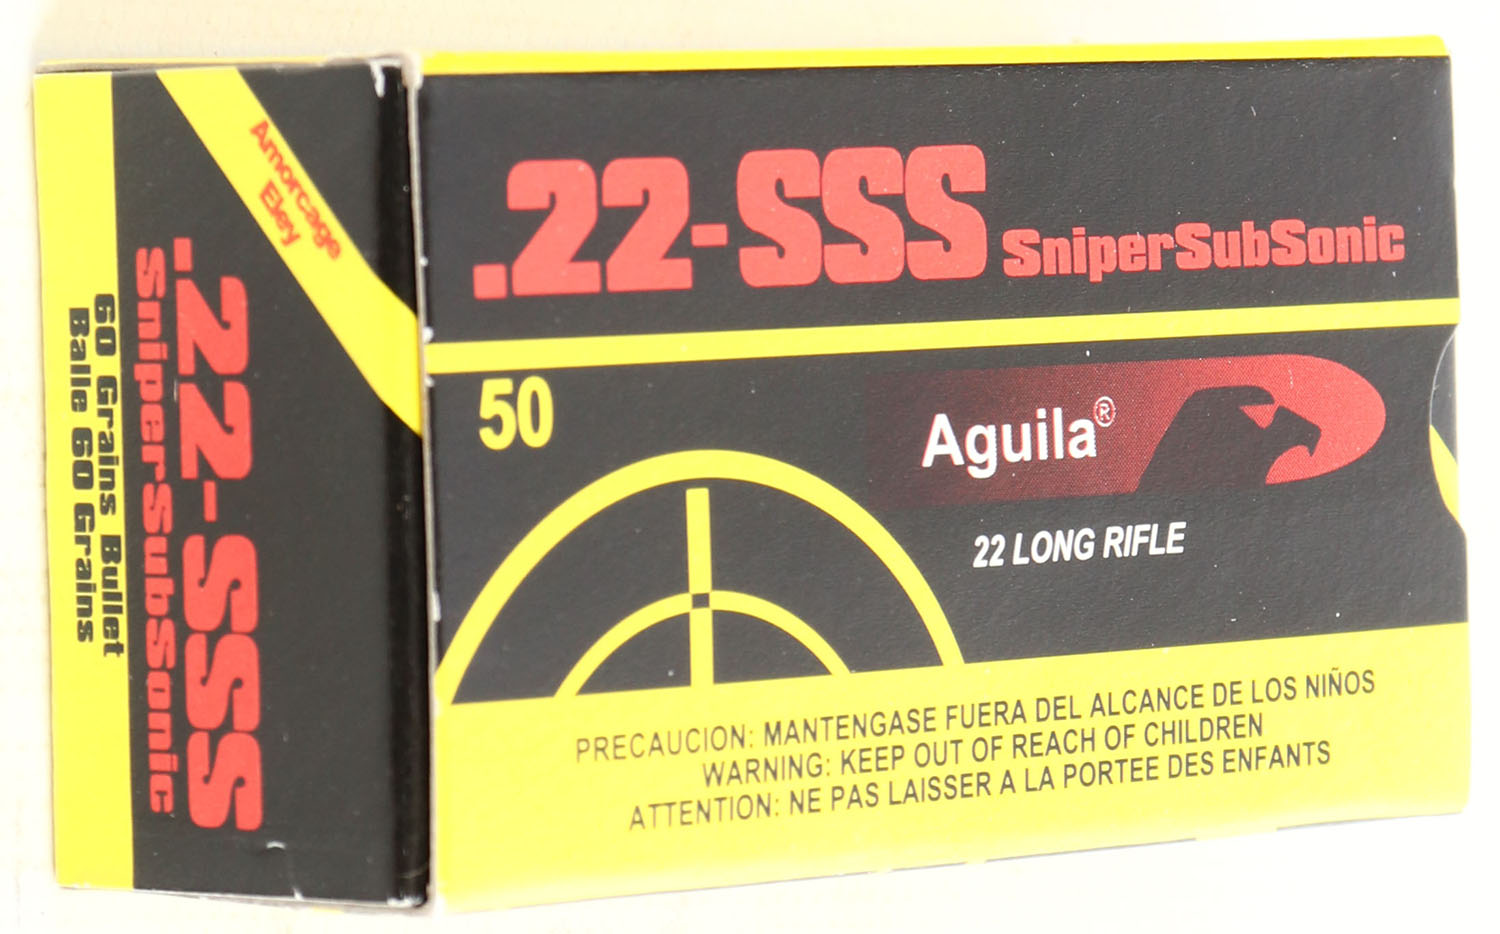 Amorcage
Eley
.22-SSS
SniperSubSonic
60 Grains Bullet
Balle 60 Grains
.22-SSS SniperSubSonic
50
Aguila®
22 LONG RIFLE
PRECAUCION: MANTENGASE FUERA DEL ALCANCE DE LOS NIÑOS
WARNING: KEEP OUT OF REACH OF CHILDREN
ATTENTION: NE PAS LAISSER A LA PORTEE DES ENFANTS